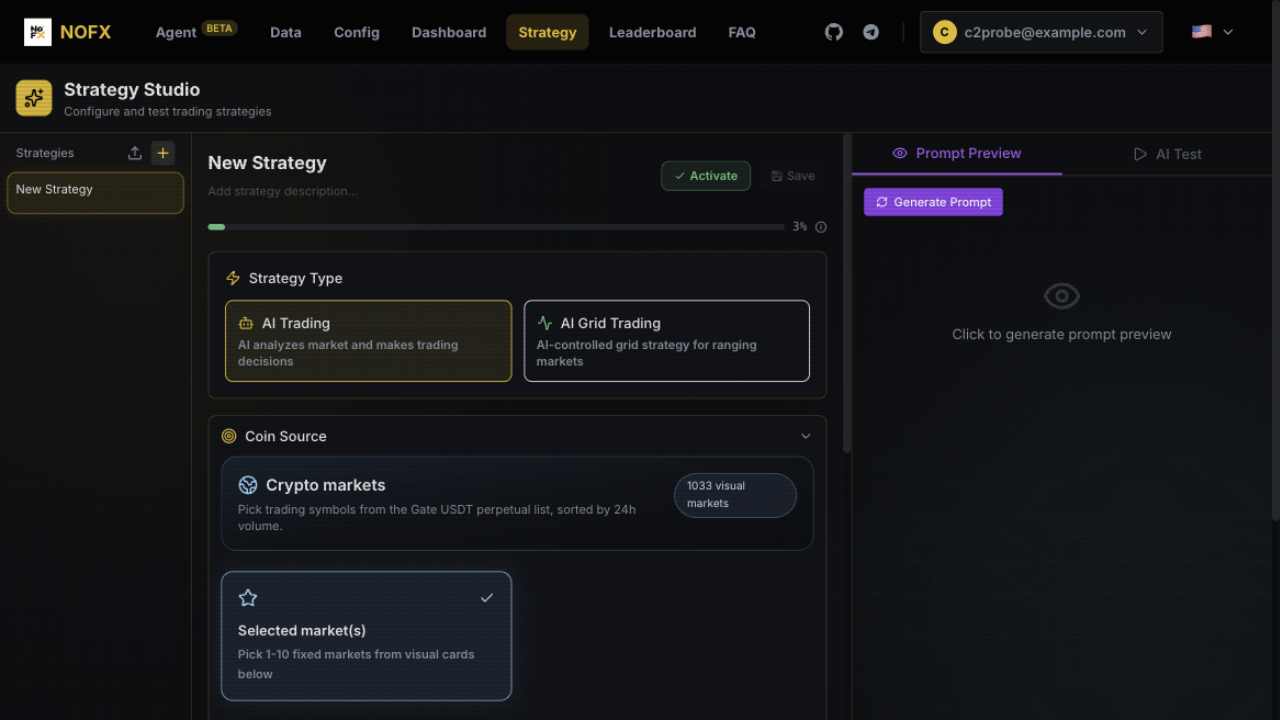 NOFX
Agent BETA
Data
Config
Dashboard
Strategy
Leaderboard
FAQ
C
c2probe@example.com
Strategy Studio
Configure and test trading strategies
Strategies
New Strategy
New Strategy
Add strategy description...
Activate
Save
3%
Strategy Type
AI Trading
AI analyzes market and makes trading
decisions
AI Grid Trading
AI-controlled grid strategy for ranging
markets
Coin Source
Crypto markets
Pick trading symbols from the Gate USDT perpetual list, sorted by 24h
volume.
1033 visual
markets
Selected market(s)
Pick 1-10 fixed markets from visual cards
below
Prompt Preview
AI Test
Generate Prompt
Click to generate prompt preview